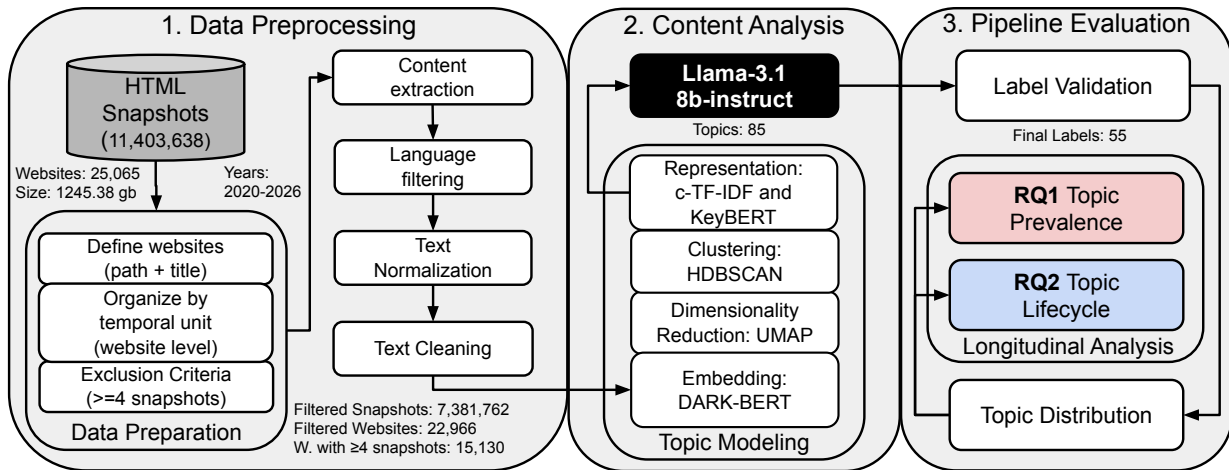 1. Data Preprocessing
HTML
Snapshots
(11,403,638)
Websites: 25,065
Size: 1245.38 gb
Years:
2020-2026
Define websites
(path + title)
Organize by
temporal unit
(website level)
Exclusion Criteria
(>=4 snapshots)
Data Preparation
Content
extraction
Language
filtering
Text
Normalization
Text Cleaning
Filtered Snapshots: 7,381,762
Filtered Websites: 22,966
W. with ≥4 snapshots: 15,130
2. Content Analysis
Llama-3.1
8b-instruct
Topics: 85
Representation:
c-TF-IDF and
KeyBERT
Clustering:
HDBSCAN
Dimensionality
Reduction: UMAP
Embedding:
DARK-BERT
Topic Modeling
3. Pipeline Evaluation
Label Validation
Final Labels: 55
RQ1 Topic
Prevalence
RQ2 Topic
Lifecycle
Longitudinal Analysis
Topic Distribution